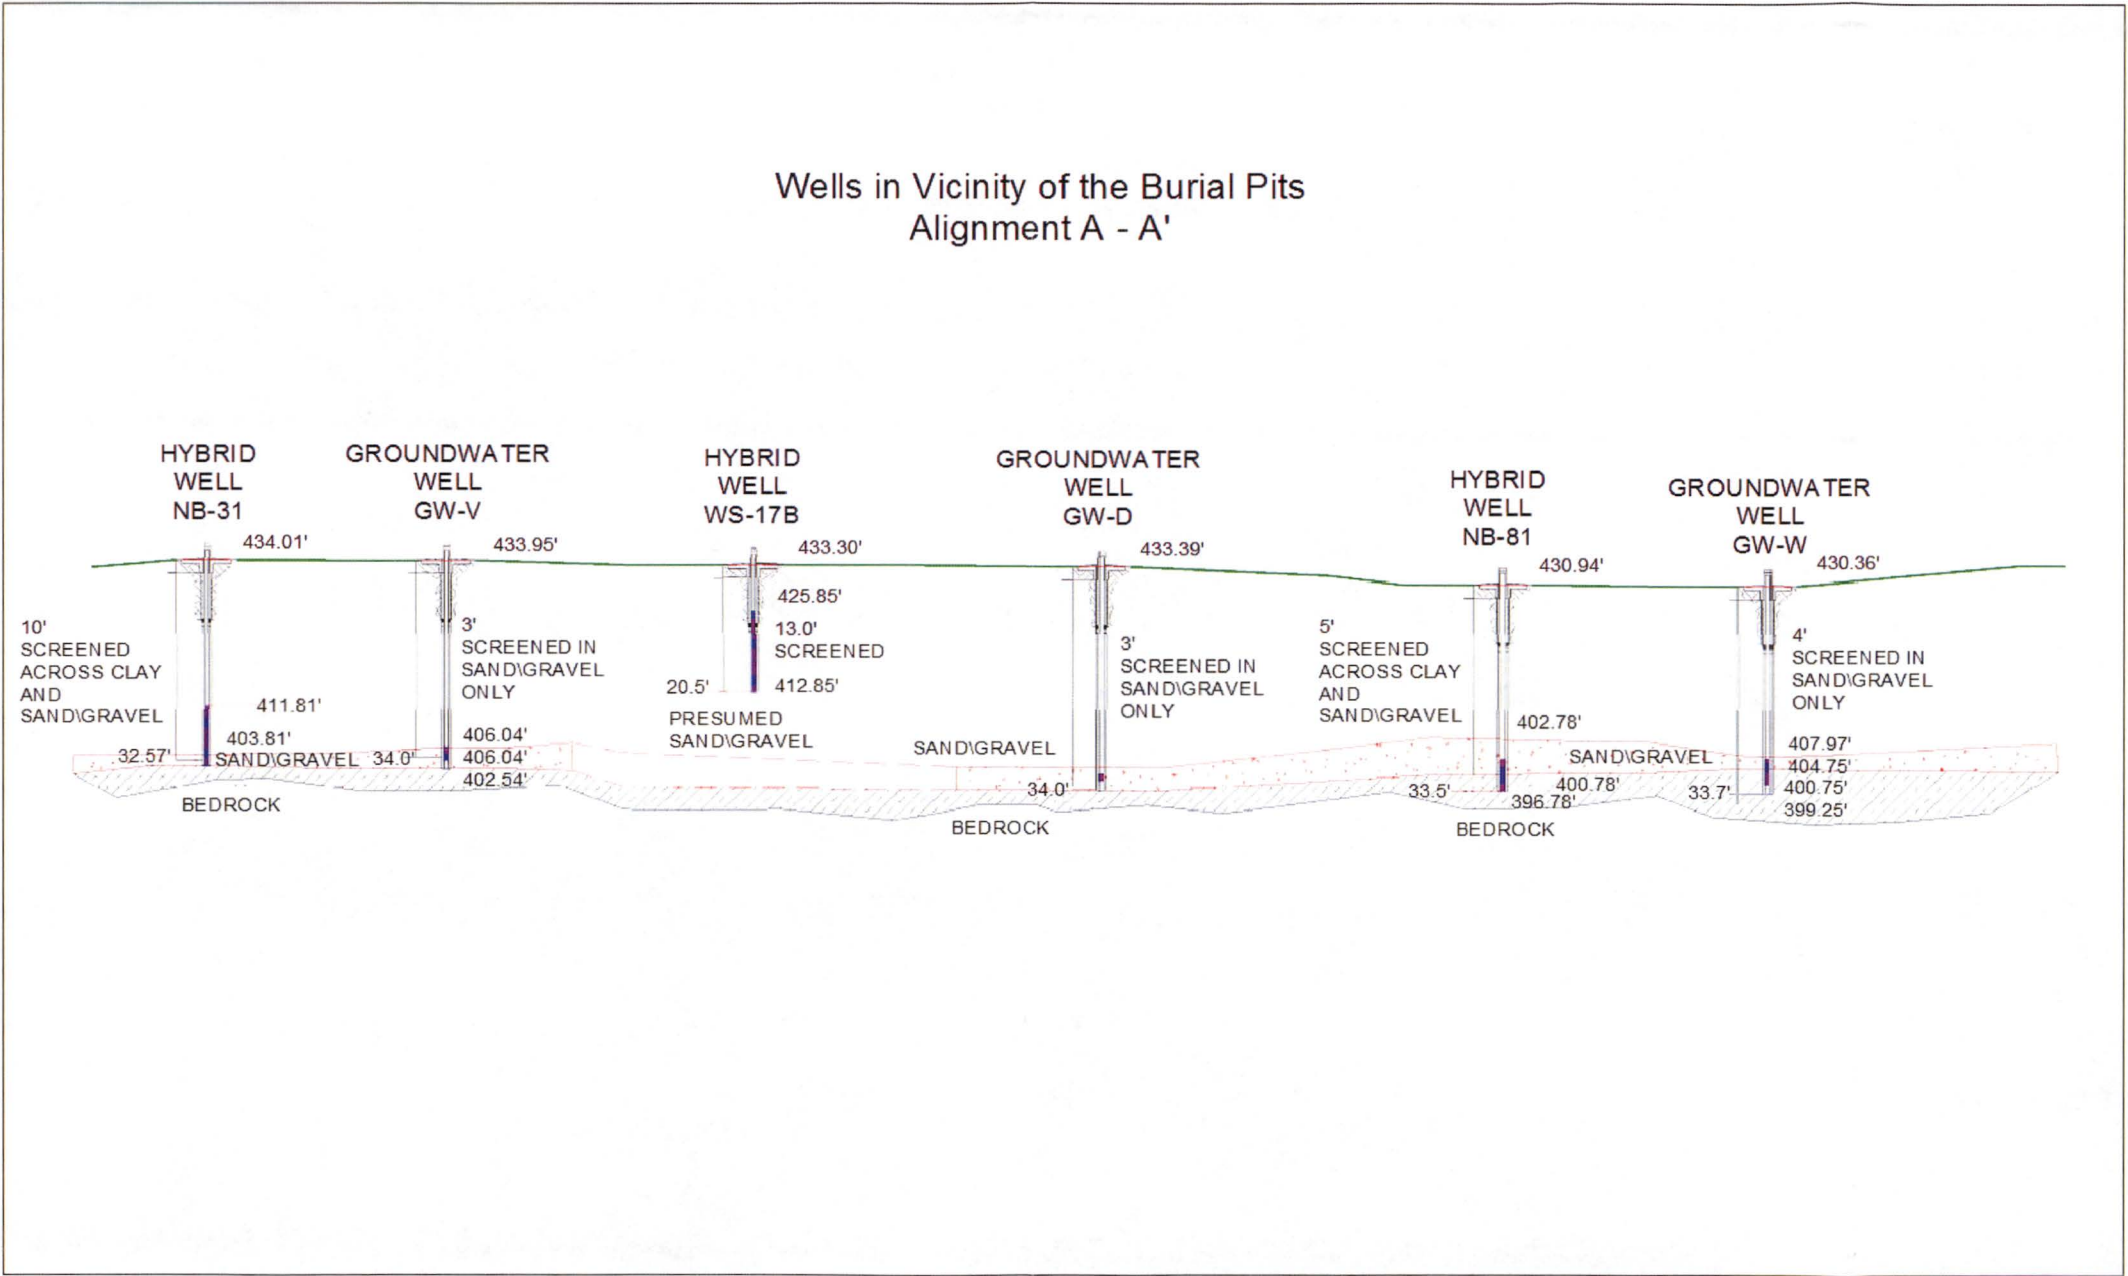 Wells in Vicinity of the Burial Pits
Alignment A - A'
HYBRID
WELL
NB-31
434.01'
10'
SCREENED
ACROSS CLAY
AND
SAND\GRAVEL
411.81'
403.81'
32.57'
SAND\GRAVEL
BEDROCK
GROUNDWATER
WELL
GW-V
433.95'
3'
SCREENED IN
SAND\GRAVEL
ONLY
406.04'
34.0'
406.04'
402.54'
HYBRID
WELL
WS-17B
433.30'
425.85'
13.0'
SCREENED
20.5'
412.85'
PRESUMED
SAND\GRAVEL
GROUNDWATER
WELL
GW-D
433.39'
3'
SCREENED IN
SAND\GRAVEL
ONLY
SAND\GRAVEL
34.0'
BEDROCK
HYBRID
WELL
NB-81
430.94'
5'
SCREENED
ACROSS CLAY
AND
SAND\GRAVEL
402.78'
SAND\GRAVEL
400.78'
33.5'
396.78'
BEDROCK
GROUNDWATER
WELL
GW-W
430.36'
4'
SCREENED IN
SAND\GRAVEL
ONLY
407.97'
404.75'
33.7'
400.75'
399.25'